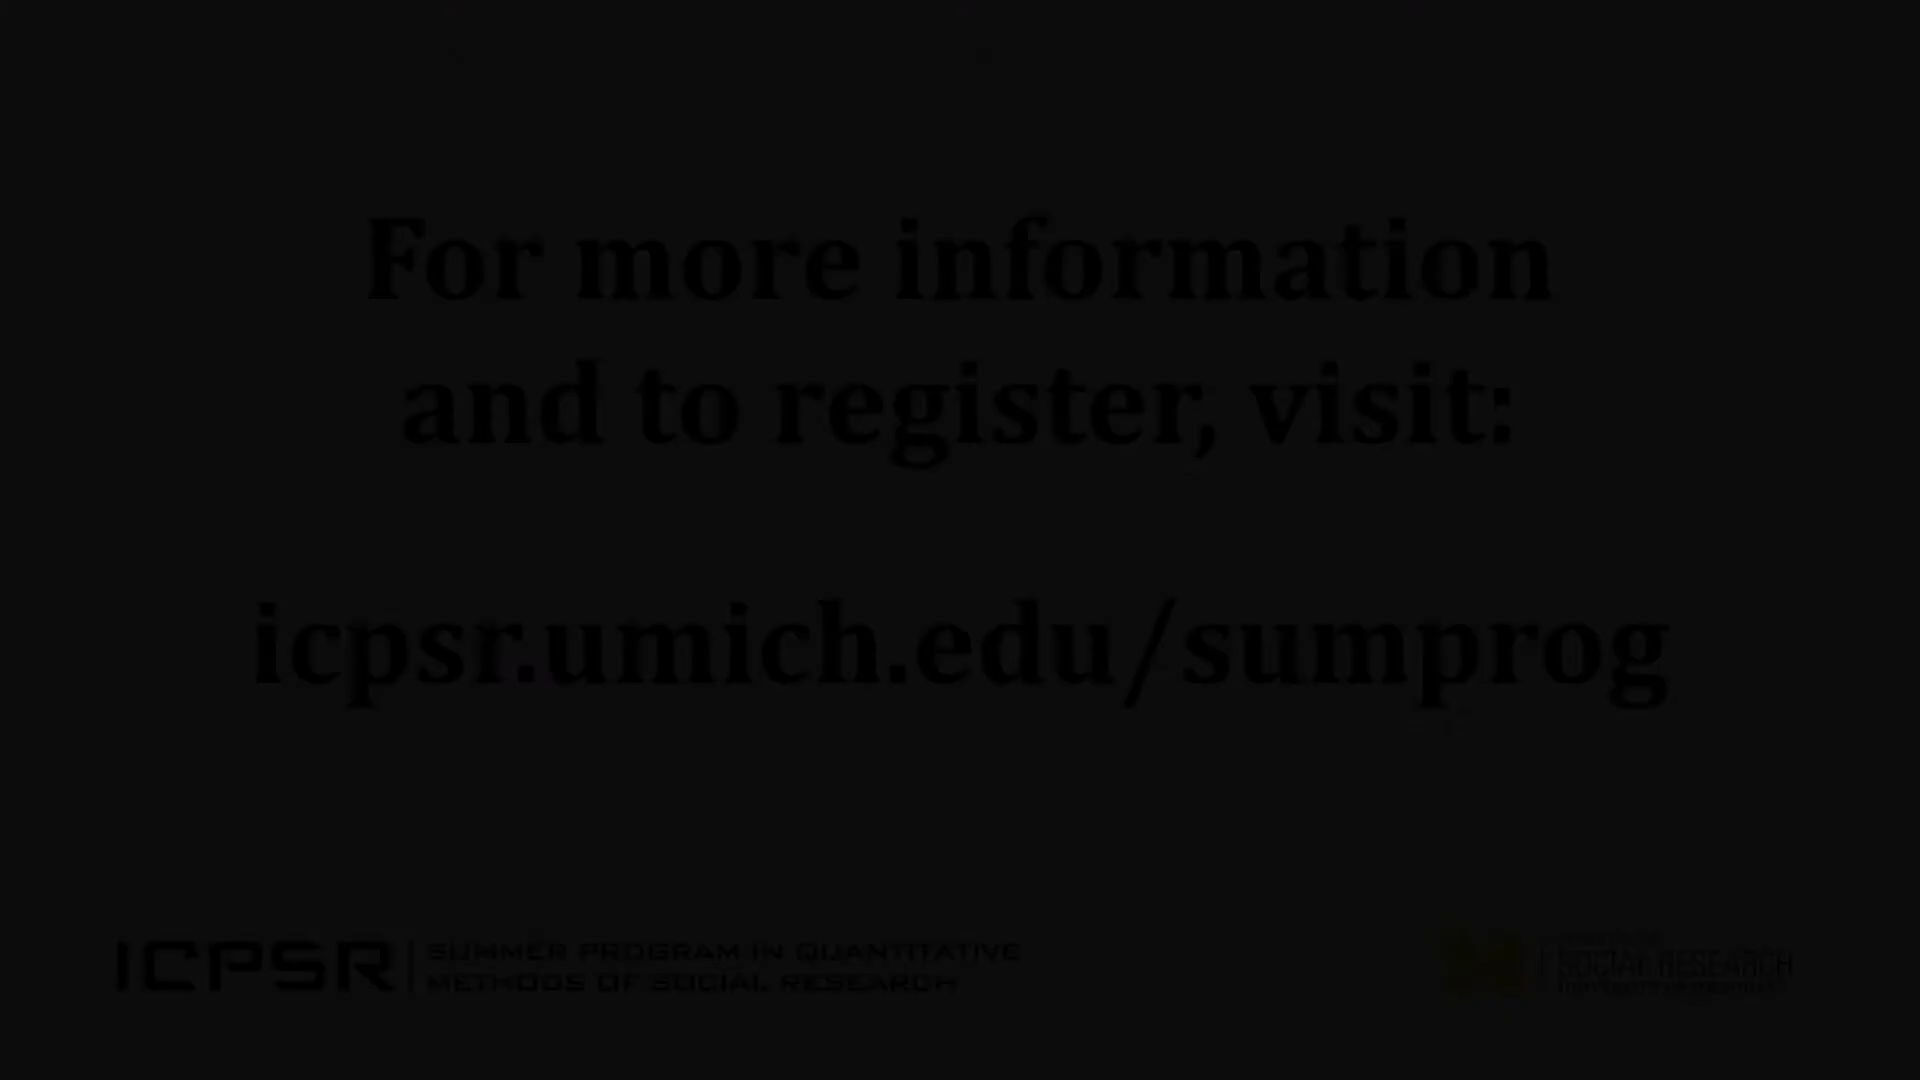 For more information
and to register, visit:
icpsr.umich.edu/sumprog
ICPSR
SUMMER PROGRAM IN QUANTITATIVE
METHODS OF SOCIAL RESEARCH
SOCIAL RESEARCH